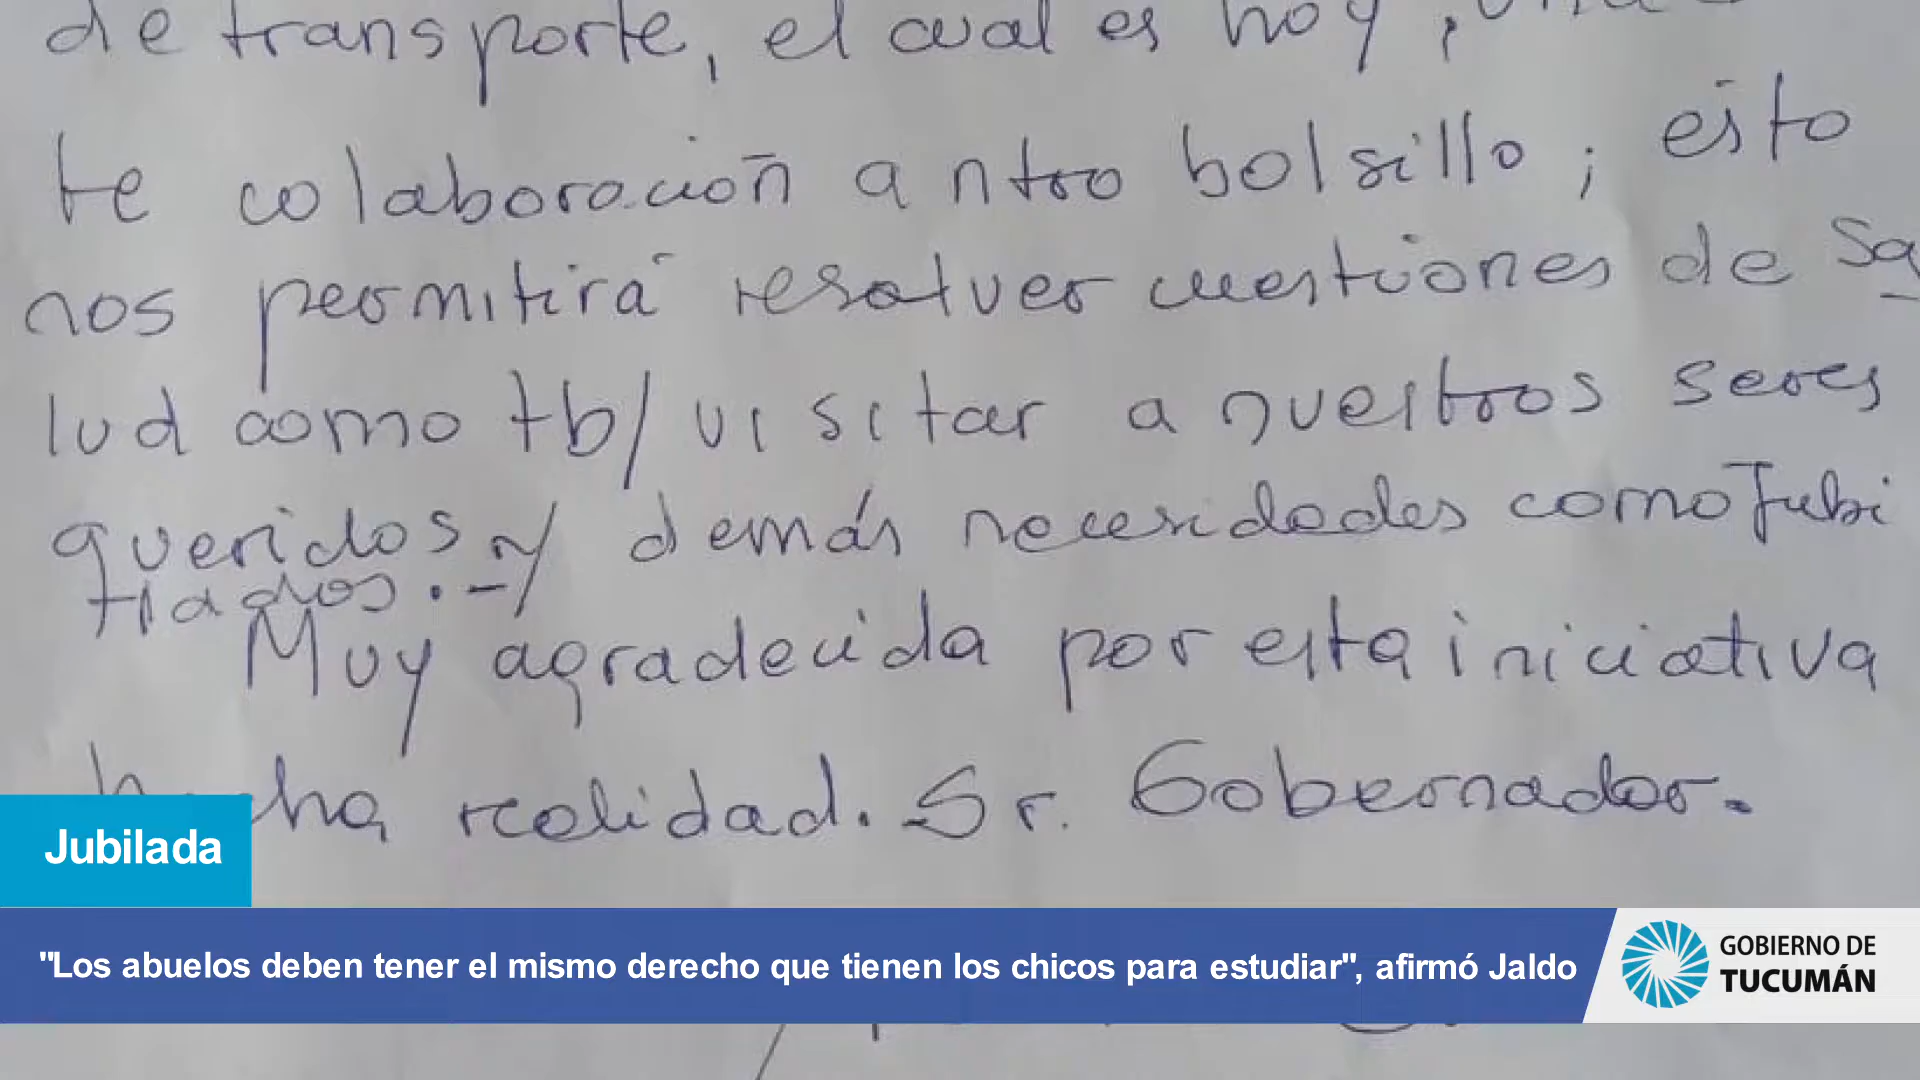 de transporte, el cual es hoy,
te colaboración a ntro bolsillo; esto
nos permitirá resolver cuestiones de Sa
lud como tb/ visitar a nuestros seres
queridos y demás necesidades como Jubi
lados.-
Muy agradecida por esta iniciativa
hecha realidad. Sr. Gobernador.
Jubilada
"Los abuelos deben tener el mismo derecho que tienen los chicos para estudiar", afirmó Jaldo
GOBIERNO DE
TUCUMÁN